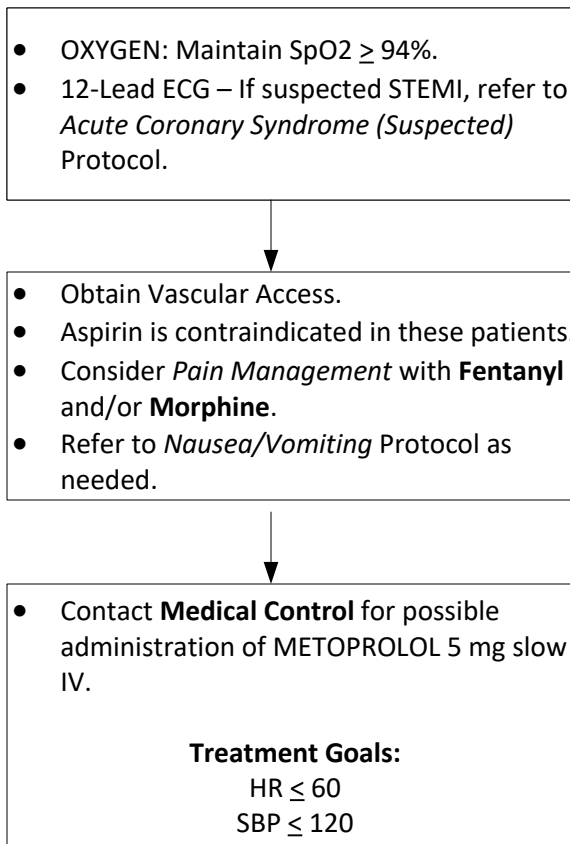 • OXYGEN: Maintain SpO2 ≥ 94%.
• 12-Lead ECG – If suspected STEMI, refer to
Acute Coronary Syndrome (Suspected)
Protocol.
• Obtain Vascular Access.
• Aspirin is contraindicated in these patients.
• Consider Pain Management with Fentanyl
and/or Morphine.
• Refer to Nausea/Vomiting Protocol as
needed.
• Contact Medical Control for possible
administration of METOPROLOL 5 mg slow
IV.
Treatment Goals:
HR ≤ 60
SBP ≤ 120